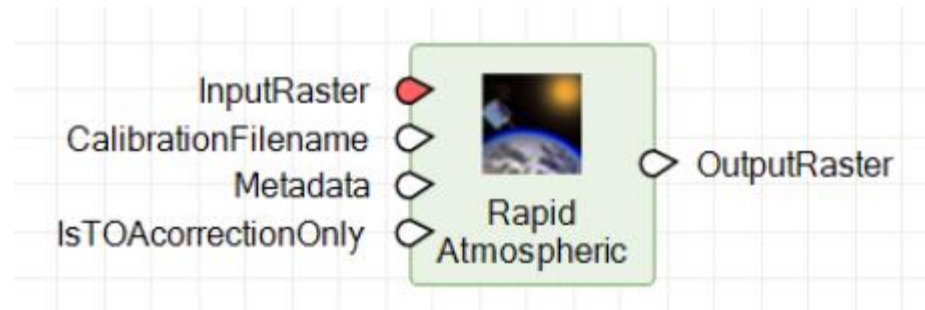 InputRaster
CalibrationFilename
Metadata
IsTOAcorrectionOnly
Rapid
Atmospheric
OutputRaster